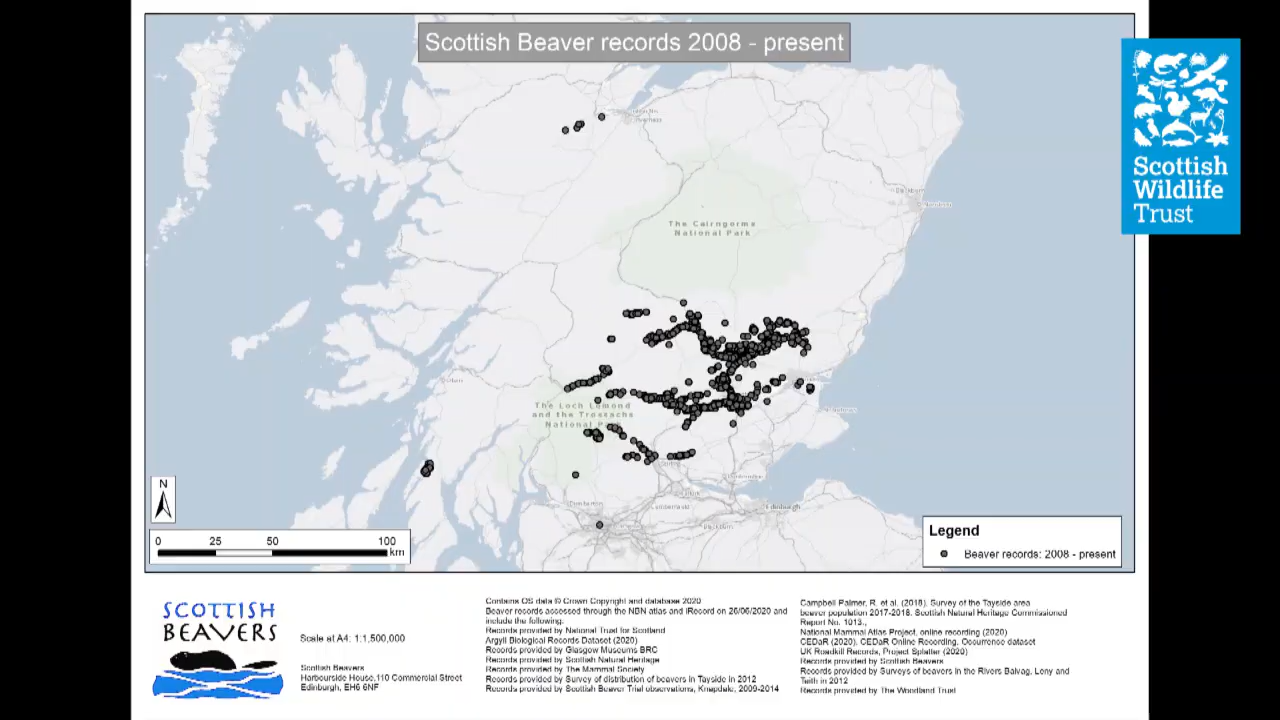 Scottish Beaver records 2008 - present
Scottish
Wildlife
Trust
The Cairngorms
National Park
The Loch Lomond
and the Trossachs
National Park
N
0 25 50 100
km
Legend
Beaver records: 2008 - present
SCOTTISH
BEAVERS
Scale at A4: 1:1,500,000
Scottish Beavers
Harbourside House,110 Commercial Street
Edinburgh, EH6 6NF
Contains OS data © Crown Copyright and database 2020
Beaver records accessed through the NBN atlas and iRecord on 26/06/2020 and
include the following:
Records provided by National Trust for Scotland
Argyll Biological Records Dataset (2020)
Records provided by Glasgow Museums BRC
Records provided by Scottish Natural Heritage
Records provided by The Mammal Society
Records provided by Survey of distribution of beavers in Tayside in 2012
Records provided by Scottish Beaver Trial observations, Knapdale, 2009-2014
Campbell Palmer, R. et al. (2018). Survey of the Tayside area
beaver population 2017-2018. Scottish Natural Heritage Commissioned
Report No. 1013.,
National Mammal Atlas Project, online recording (2020)
CEDaR (2020). CEDaR Online Recording. Occurrence dataset
UK Roadkill Records, Project Splatter (2020)
Records provided by Scottish Beavers
Records provided by Surveys of beavers in the Rivers Balvag, Leny and
Teith in 2012
Records provided by The Woodland Trust